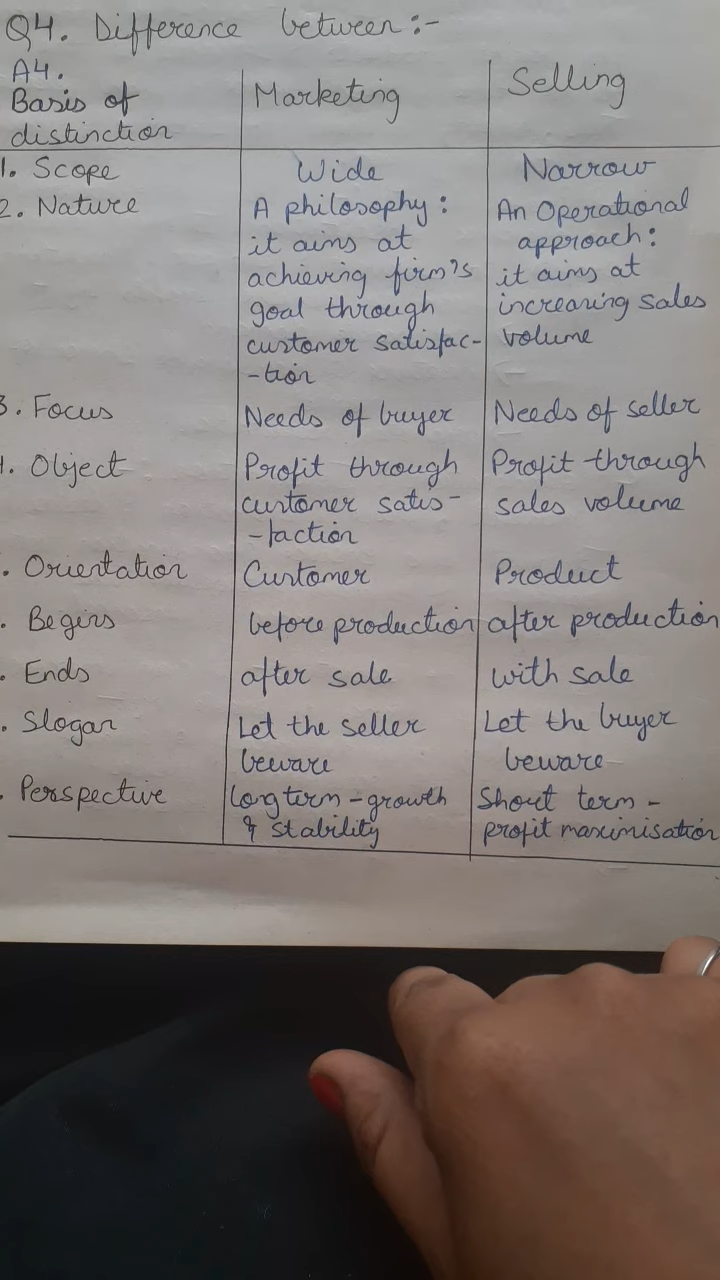 Q4. Difference between :-
A4.
Basis of distinction
Marketing
Selling
1. Scope
Wide
Narrow
2. Nature
A philosophy :
it aims at
achieving firm's
goal through
customer satisfac-
-tion
An Operational
approach :
it aims at
increasing sales
volume
3. Focus
Needs of buyer
Needs of seller
4. Object
Profit through
customer satis-
-faction
Profit through
sales volume
. Orientation
Customer
Product
. Begins
before production
after production
. Ends
after sale
with sale
. Slogan
Let the seller
beware
Let the buyer
beware
. Perspective
Long term - growth
& stability
Short term -
profit maximisation